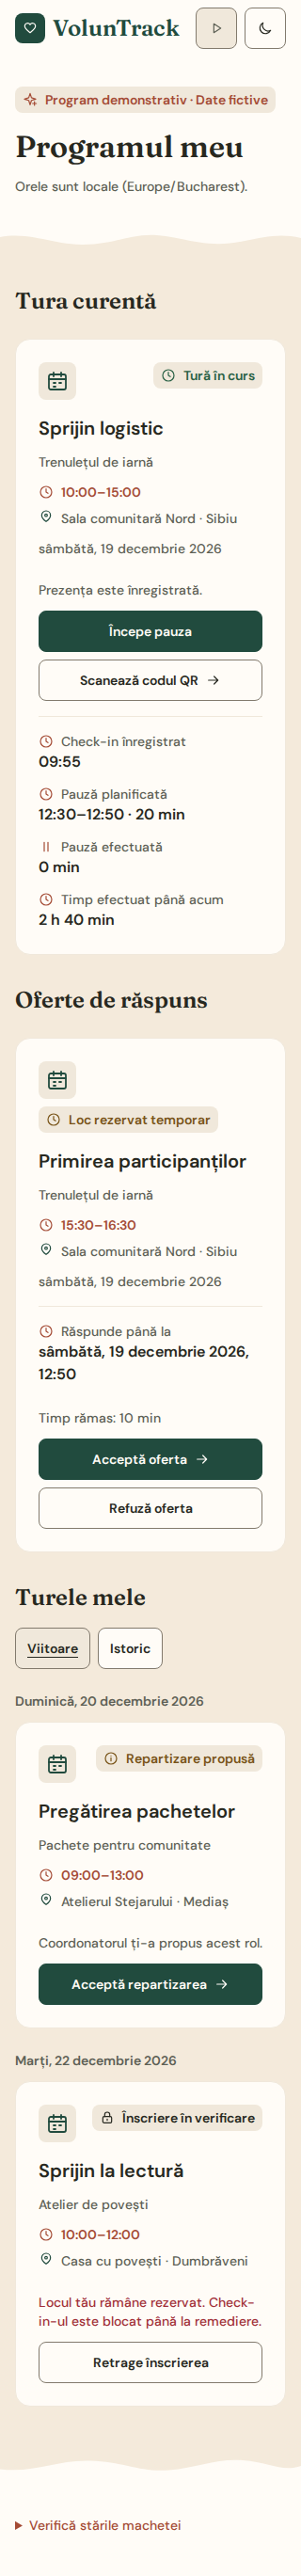 VolunTrack
Program demonstrativ · Date fictive
Programul meu
Orele sunt locale (Europe/Bucharest).
Tura curentă
Tură în curs
Sprijin logistic
Trenulețul de iarnă
10:00–15:00
Sala comunitară Nord · Sibiu
sâmbătă, 19 decembrie 2026
Prezența este înregistrată.
Începe pauza
Scanează codul QR →
Check-in înregistrat
09:55
Pauză planificată
12:30–12:50 · 20 min
Pauză efectuată
0 min
Timp efectuat până acum
2 h 40 min
Oferte de răspuns
Loc rezervat temporar
Primirea participanților
Trenulețul de iarnă
15:30–16:30
Sala comunitară Nord · Sibiu
sâmbătă, 19 decembrie 2026
Răspunde până la
sâmbătă, 19 decembrie 2026,
12:50
Timp rămas: 10 min
Acceptă oferta →
Refuză oferta
Turele mele
Viitoare
Istoric
Duminică, 20 decembrie 2026
Repartizare propusă
Pregătirea pachetelor
Pachete pentru comunitate
09:00–13:00
Atelierul Stejarului · Mediaș
Coordonatorul ți-a propus acest rol.
Acceptă repartizarea →
Marți, 22 decembrie 2026
Înscriere în verificare
Sprijin la lectură
Atelier de povești
10:00–12:00
Casa cu povești · Dumbrăveni
Locul tău rămâne rezervat. Check-
in-ul este blocat până la remediere.
Retrage înscrierea
Verifică stările machetei